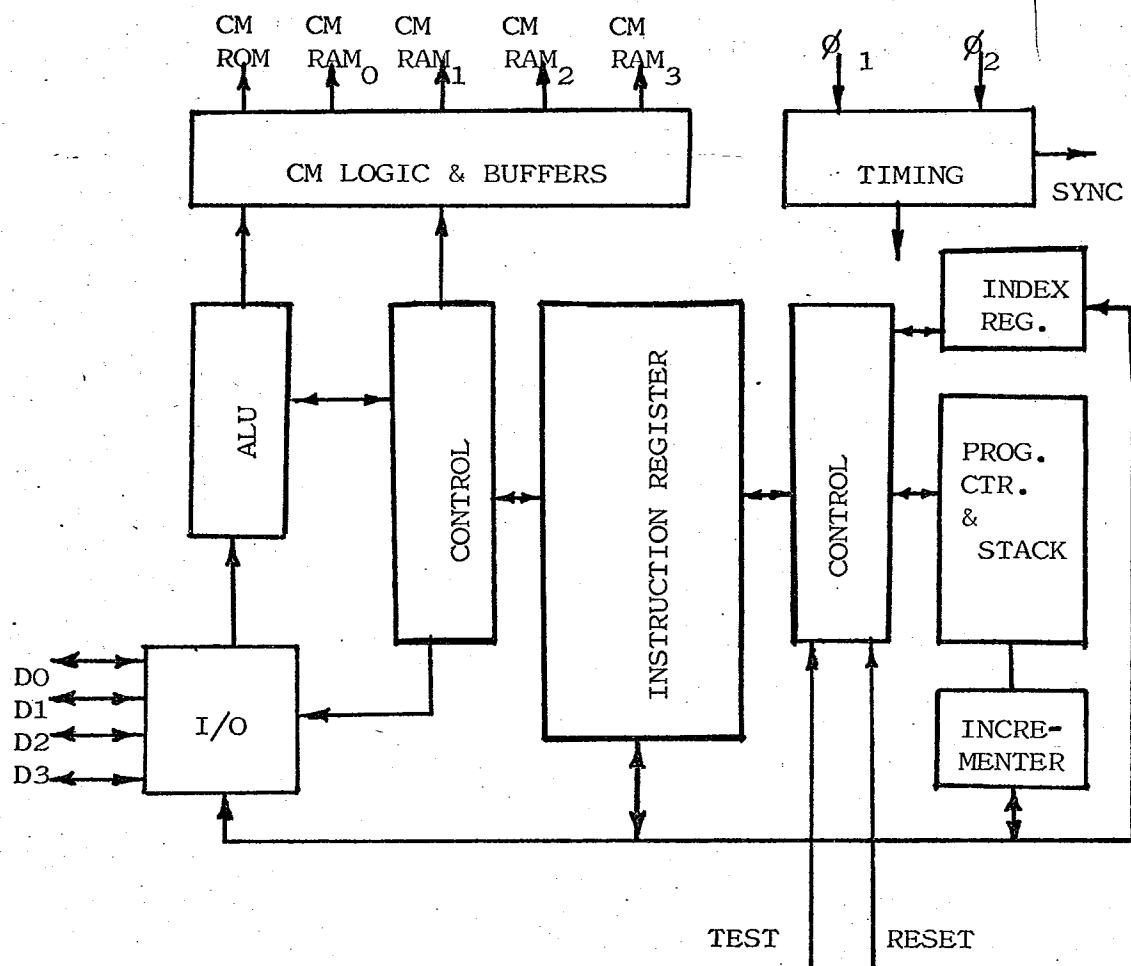 CM CM CM CM CM
ROM RAM0 RAM1 RAM2 RAM3
Ø1 Ø2
CM LOGIC & BUFFERS
TIMING
SYNC
INDEX
REG.
ALU
CONTROL
INSTRUCTION REGISTER
CONTROL
PROG.
CTR.
&
STACK
D0
D1
D2
D3
I/O
INCRE-
MENTER
TEST
RESET